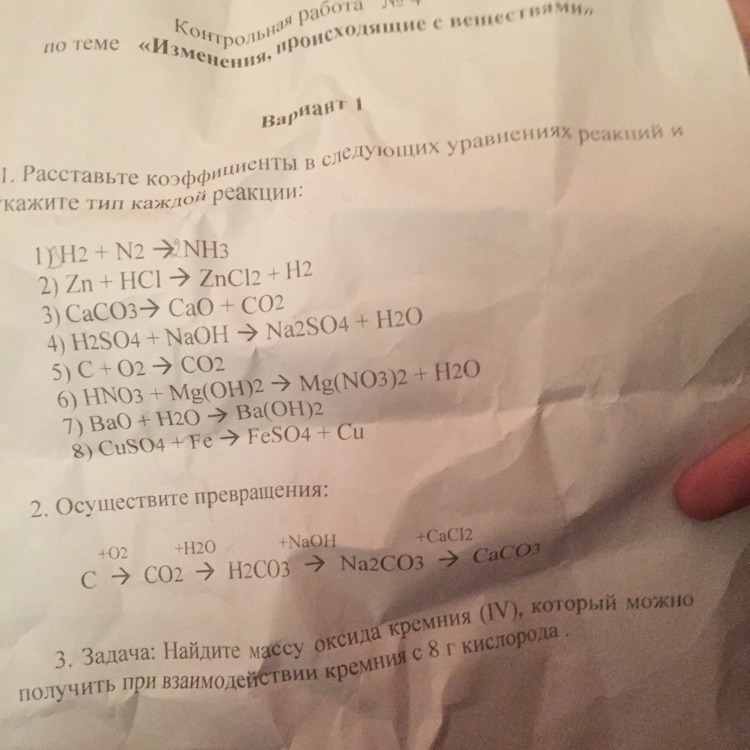 Контрольная работа № 4
по теме «Изменения, происходящие с веществами»
Вариант 1
1. Расставьте коэффициенты в следующих уравнениях реакций и
укажите тип каждой реакции:
1) H2 + N2 → 2NH3
2) Zn + HCl → ZnCl2 + H2
3) CaCO3→ CaO + CO2
4) H2SO4 + NaOH → Na2SO4 + H2O
5) C + O2 → CO2
6) HNO3 + Mg(OH)2 → Mg(NO3)2 + H2O
7) BaO + H2O → Ba(OH)2
8) CuSO4 + Fe → FeSO4 + Cu
2. Осуществите превращения:
+O2 +H2O +NaOH +CaCl2
C → CO2 → H2CO3 → Na2CO3 → CaCO3
3. Задача: Найдите массу оксида кремния (IV), который можно
получить при взаимодействии кремния с 8 г кислорода .